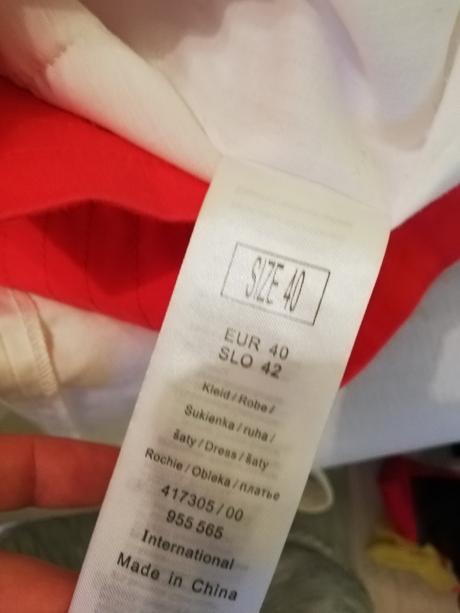 SIZE 40
EUR 40
SLO 42
Kleid / Robe /
Sukienka / ruha /
šaty / Dress / šaty
Rochie / Obleka / платье
417305 / 00
955 565
International
Made in China